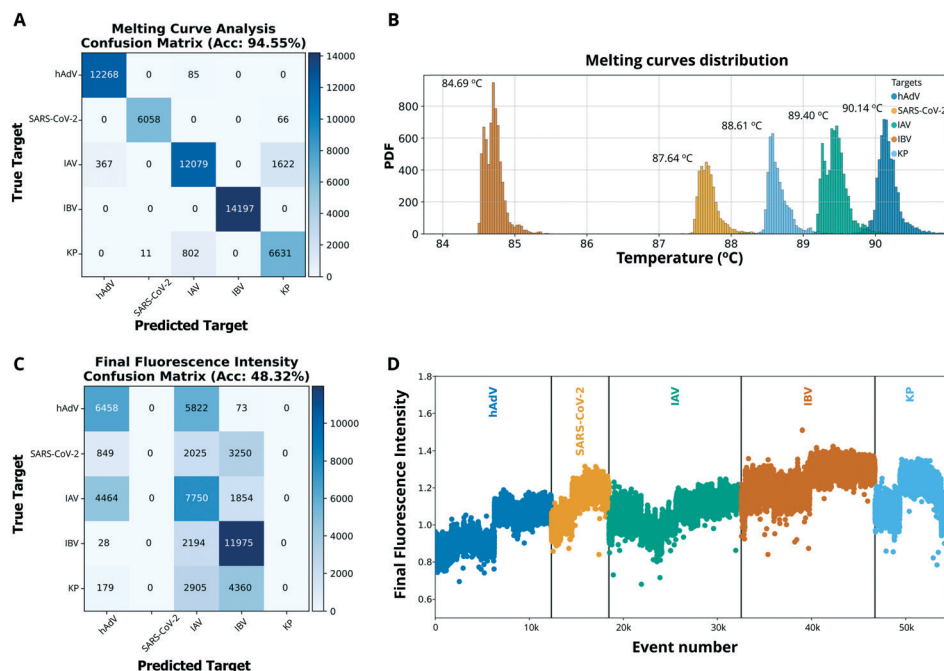 A
Melting Curve Analysis
Confusion Matrix (Acc: 94.55%)
True Target
hAdV
SARS-CoV-2
IAV
IBV
KP
12268 0 85 0 0
0 6058 0 0 66
367 0 12079 0 1622
0 0 0 14197 0
0 11 802 0 6631
hAdV
SARS-CoV-2
IAV
IBV
KP
Predicted Target
14000
12000
10000
8000
6000
4000
2000
0
B
Melting curves distribution
PDF
800
600
400
200
0
84.69 ºC
87.64 ºC
88.61 ºC
89.40 ºC
90.14 ºC
Targets
hAdV
SARS-CoV-2
IAV
IBV
KP
84 85 86 87 88 89 90
Temperature (ºC)
C
Final Fluorescence Intensity
Confusion Matrix (Acc: 48.32%)
True Target
hAdV
SARS-CoV-2
IAV
IBV
KP
6458 0 5822 73 0
849 0 2025 3250 0
4464 0 7750 1854 0
28 0 2194 11975 0
179 0 2905 4360 0
hAdV
SARS-CoV-2
IAV
IBV
KP
Predicted Target
10000
8000
6000
4000
2000
0
D
Final Fluorescence Intensity
1.8
1.6
1.4
1.2
1.0
0.8
0.6
hAdV
SARS-CoV-2
IAV
IBV
KP
0 10k 20k 30k 40k 50k
Event number